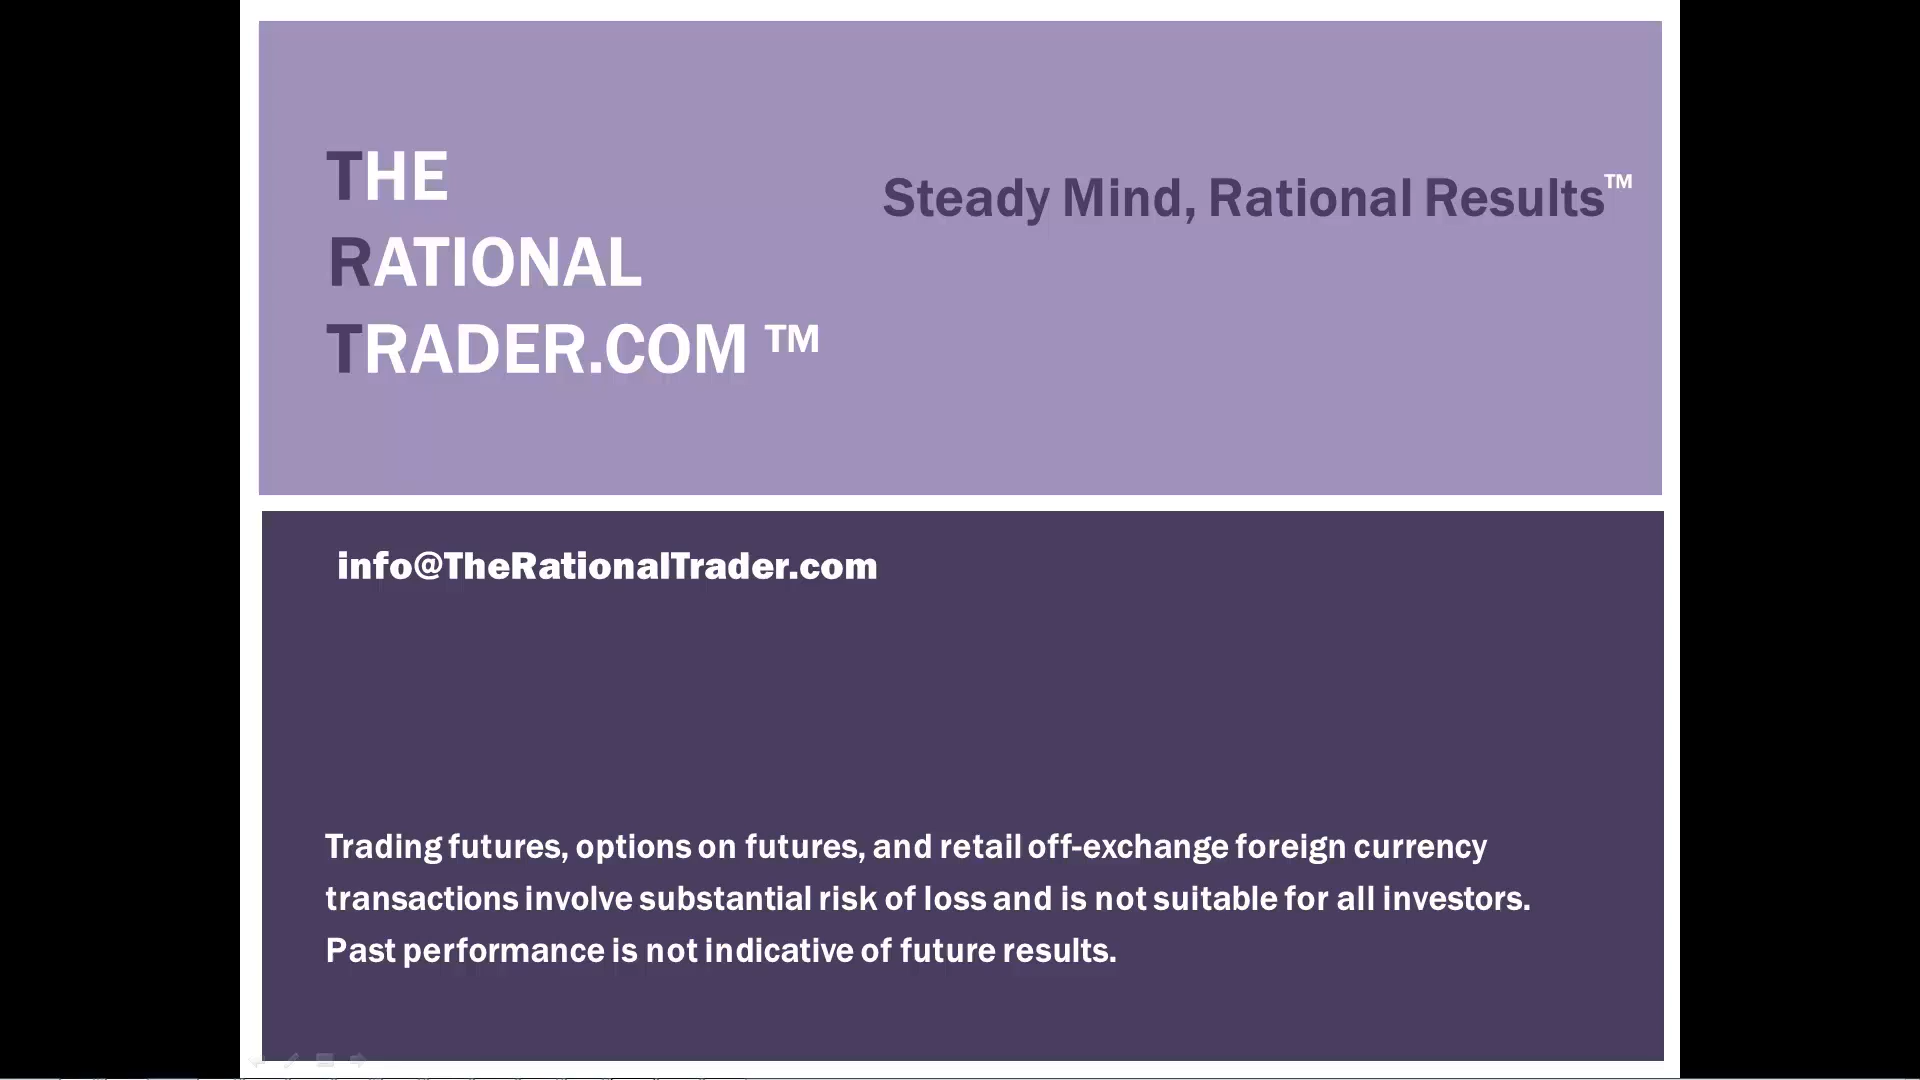 THE
RATIONAL
TRADER.COM ™
Steady Mind, Rational Results™
info@TheRationalTrader.com
Trading futures, options on futures, and retail off-exchange foreign currency
transactions involve substantial risk of loss and is not suitable for all investors.
Past performance is not indicative of future results.